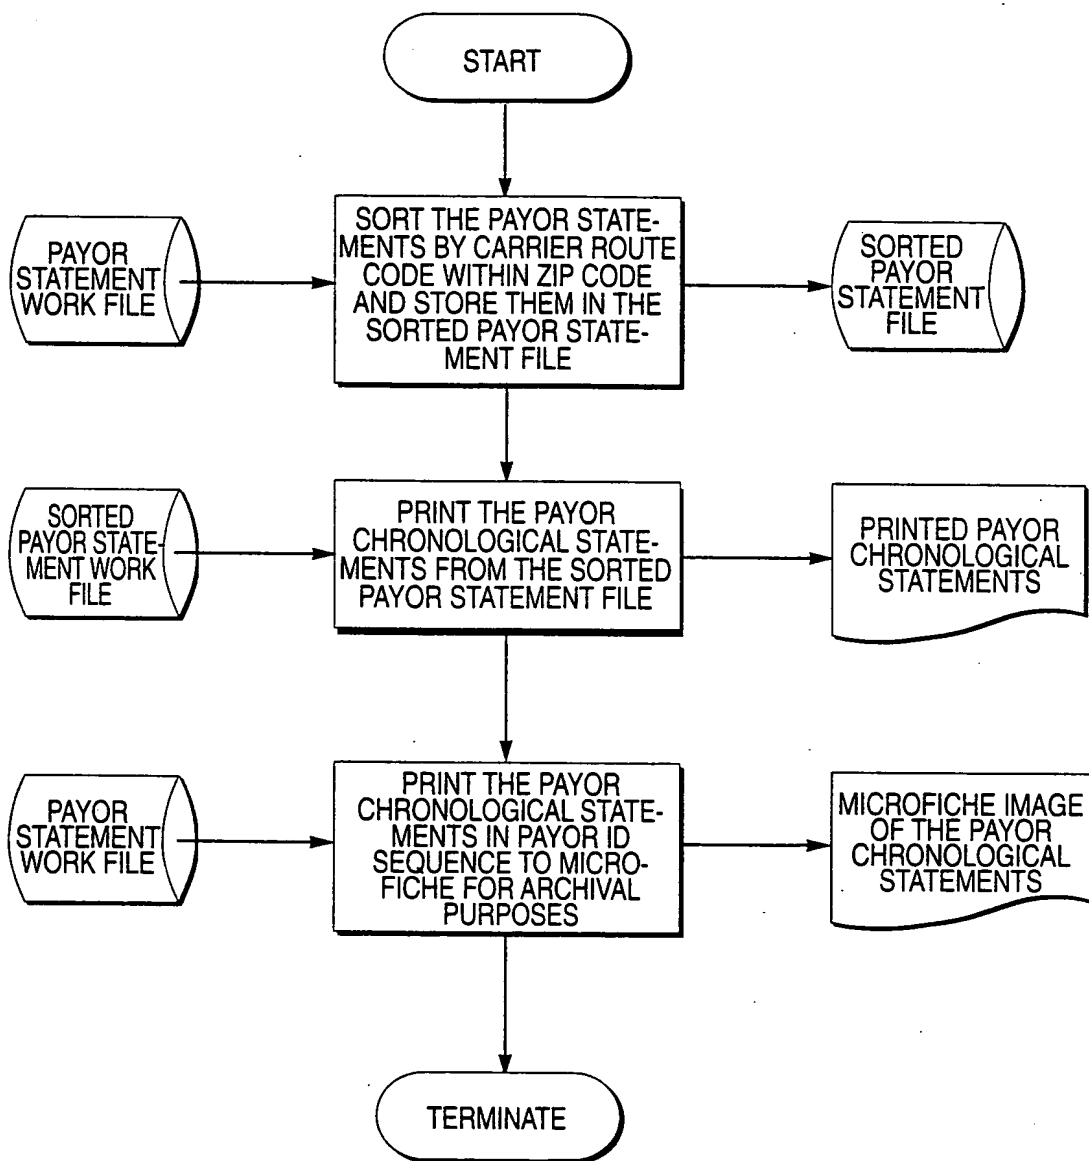 START
PAYOR
STATEMENT
WORK FILE
SORT THE PAYOR STATE-
MENTS BY CARRIER ROUTE
CODE WITHIN ZIP CODE
AND STORE THEM IN THE
SORTED PAYOR STATE-
MENT FILE
SORTED
PAYOR
STATEMENT
FILE
SORTED
PAYOR STATE-
MENT WORK
FILE
PRINT THE PAYOR
CHRONOLOGICAL STATE-
MENTS FROM THE SORTED
PAYOR STATEMENT FILE
PRINTED PAYOR
CHRONOLOGICAL
STATEMENTS
PAYOR
STATEMENT
WORK FILE
PRINT THE PAYOR
CHRONOLOGICAL STATE-
MENTS IN PAYOR ID
SEQUENCE TO MICRO-
FICHE FOR ARCHIVAL
PURPOSES
MICROFICHE IMAGE
OF THE PAYOR
CHRONOLOGICAL
STATEMENTS
TERMINATE